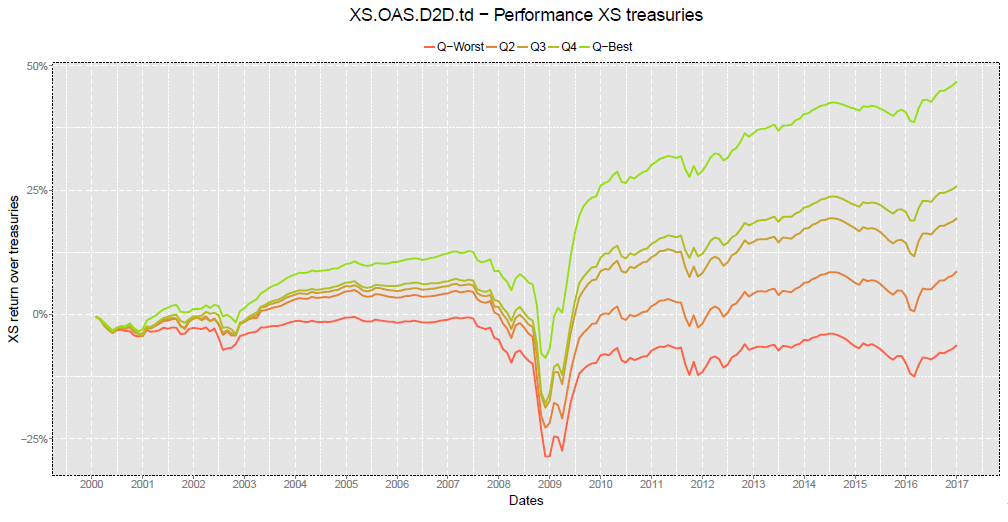 XS.OAS.D2D.td − Performance XS treasuries
Q−Worst Q2 Q3 Q4 Q−Best
50%
25%
0%
−25%
XS return over treasuries
2000 2001 2002 2003 2004 2005 2006 2007 2008 2009 2010 2011 2012 2013 2014 2015 2016 2017
Dates